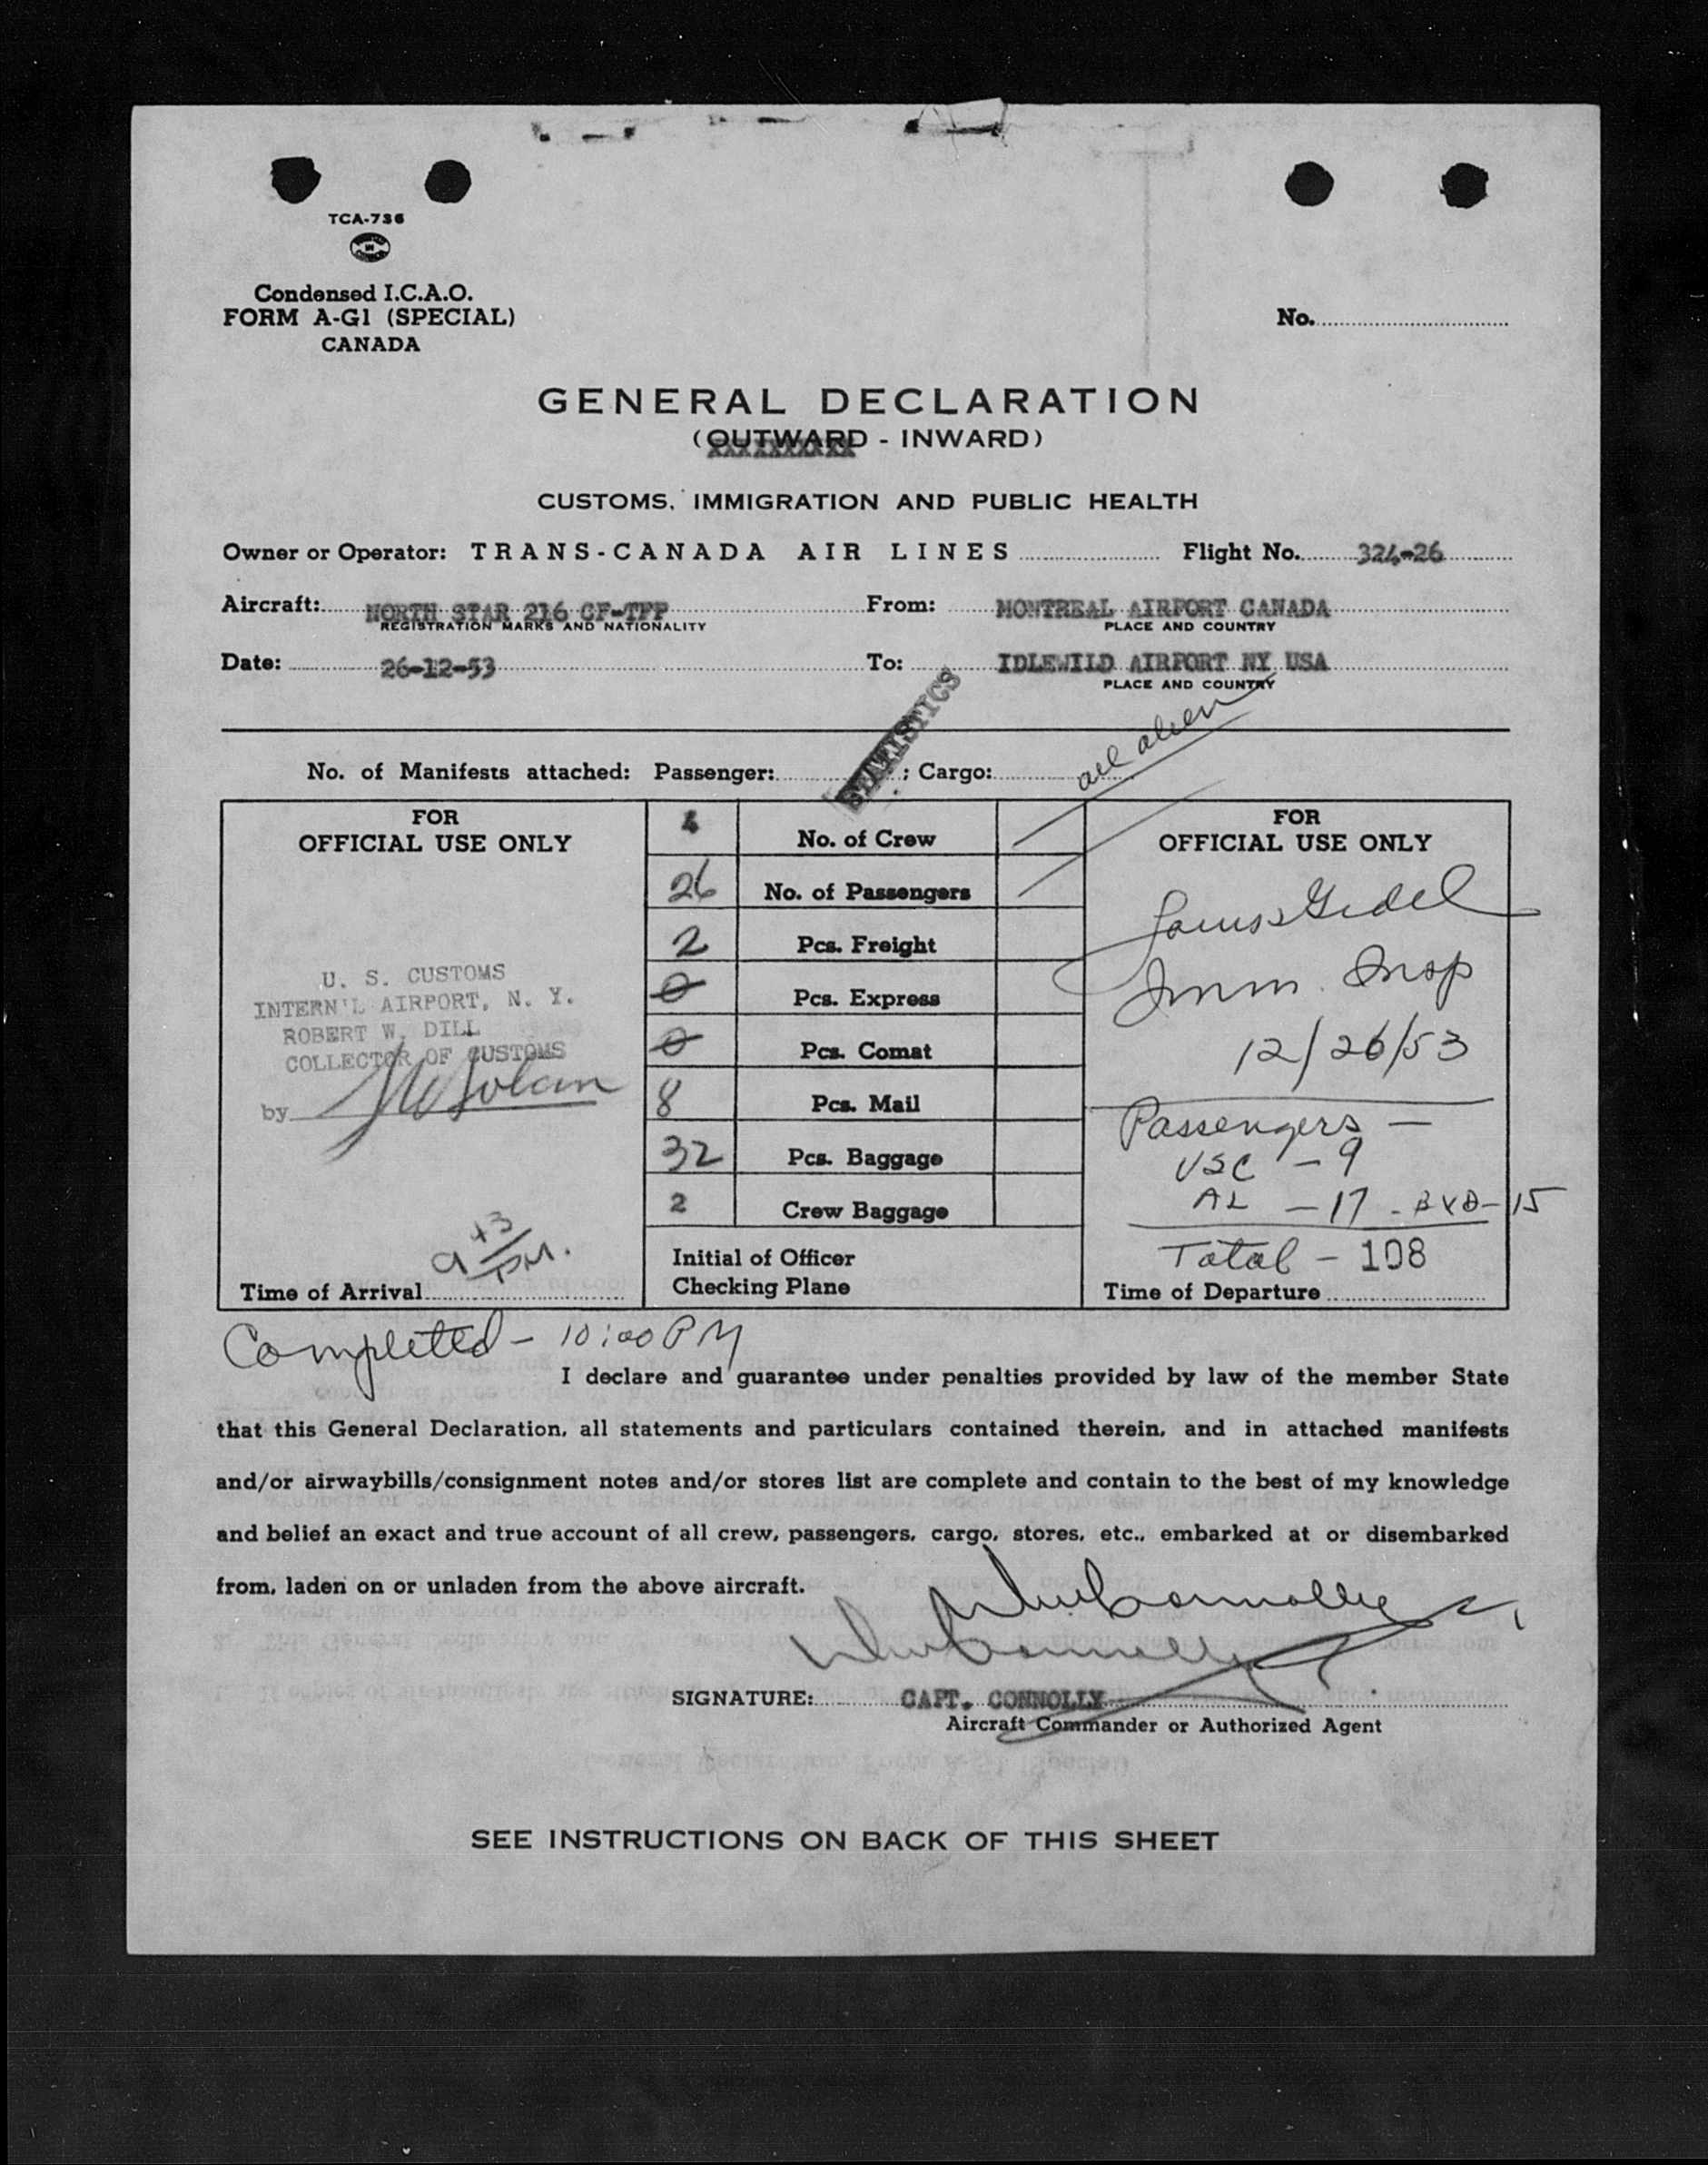 TCA-736
Condensed I.C.A.O.
FORM A-G1 (SPECIAL)
CANADA
No.
GENERAL DECLARATION
(OUTWARD - INWARD)
CUSTOMS, IMMIGRATION AND PUBLIC HEALTH
Owner or Operator: TRANS-CANADA AIR LINES Flight No. 324-26
Aircraft: NORTH STAR 216 CF-TFP From: MONTREAL AIRPORT CANADA
REGISTRATION MARKS AND NATIONALITY PLACE AND COUNTRY
Date: 26-12-53 To: IDLEWILD AIRPORT NY USA
PLACE AND COUNTRY
STATISTICS
all alien
No. of Manifests attached: Passenger: ; Cargo:
FOR
OFFICIAL USE ONLY
U. S. CUSTOMS
INTERN'L AIRPORT, N. Y.
ROBERT W. DILL
COLLECTOR OF CUSTOMS
by
9 43 PM.
Time of Arrival
4 No. of Crew
26 No. of Passengers
2 Pcs. Freight
0 Pcs. Express
0 Pcs. Comat
8 Pcs. Mail
32 Pcs. Baggage
2 Crew Baggage
Initial of Officer
Checking Plane
FOR
OFFICIAL USE ONLY
Imm. Insp
12/26/53
Passengers —
USC - 9
AL - 17 - BXD - 15
Total - 108
Time of Departure
Completed - 10:00 PM
I declare and guarantee under penalties provided by law of the member State
that this General Declaration, all statements and particulars contained therein, and in attached manifests
and/or airwaybills/consignment notes and/or stores list are complete and contain to the best of my knowledge
and belief an exact and true account of all crew, passengers, cargo, stores, etc., embarked at or disembarked
from, laden on or unladen from the above aircraft.
SIGNATURE: CAPT. CONNOLLY
Aircraft Commander or Authorized Agent
SEE INSTRUCTIONS ON BACK OF THIS SHEET